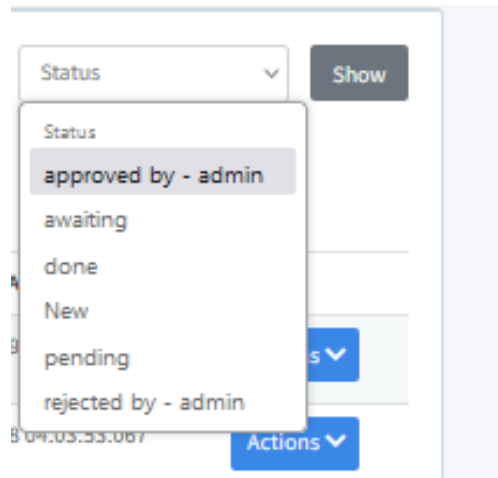 Status
Show
Status
approved by - admin
awaiting
done
New
pending
rejected by - admin
Actions